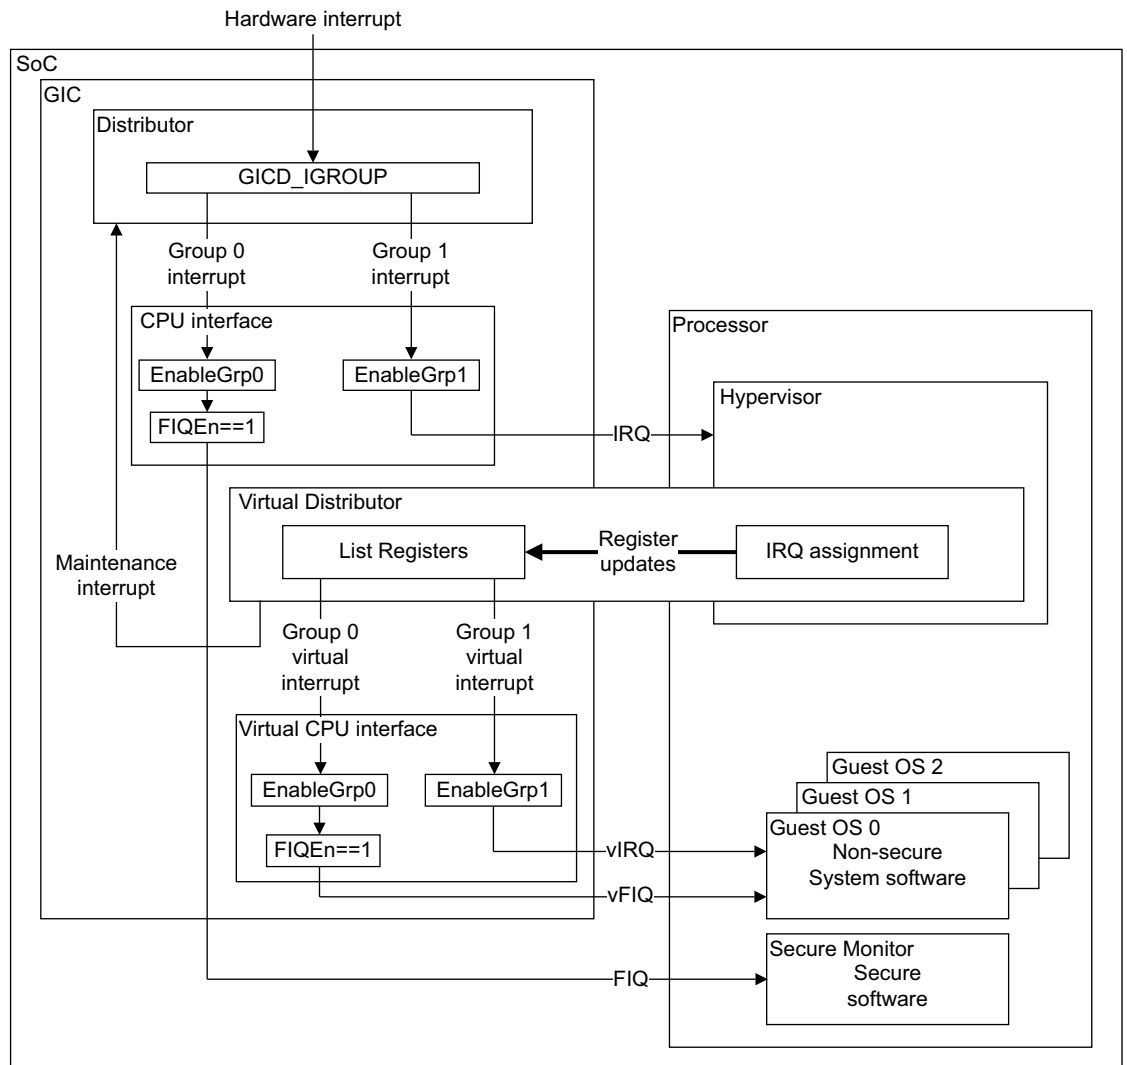 Hardware interrupt
SoC
GIC
Distributor
GICD_IGROUP
Group 0
interrupt
Group 1
interrupt
CPU interface
EnableGrp0
EnableGrp1
FIQEn==1
Processor
Hypervisor
IRQ
Virtual Distributor
List Registers
Register
updates
IRQ assignment
Maintenance
interrupt
Group 0
virtual
interrupt
Group 1
virtual
interrupt
Virtual CPU interface
EnableGrp0
EnableGrp1
FIQEn==1
Guest OS 2
Guest OS 1
Guest OS 0
Non-secure
System software
vIRQ
vFIQ
Secure Monitor
Secure
software
FIQ